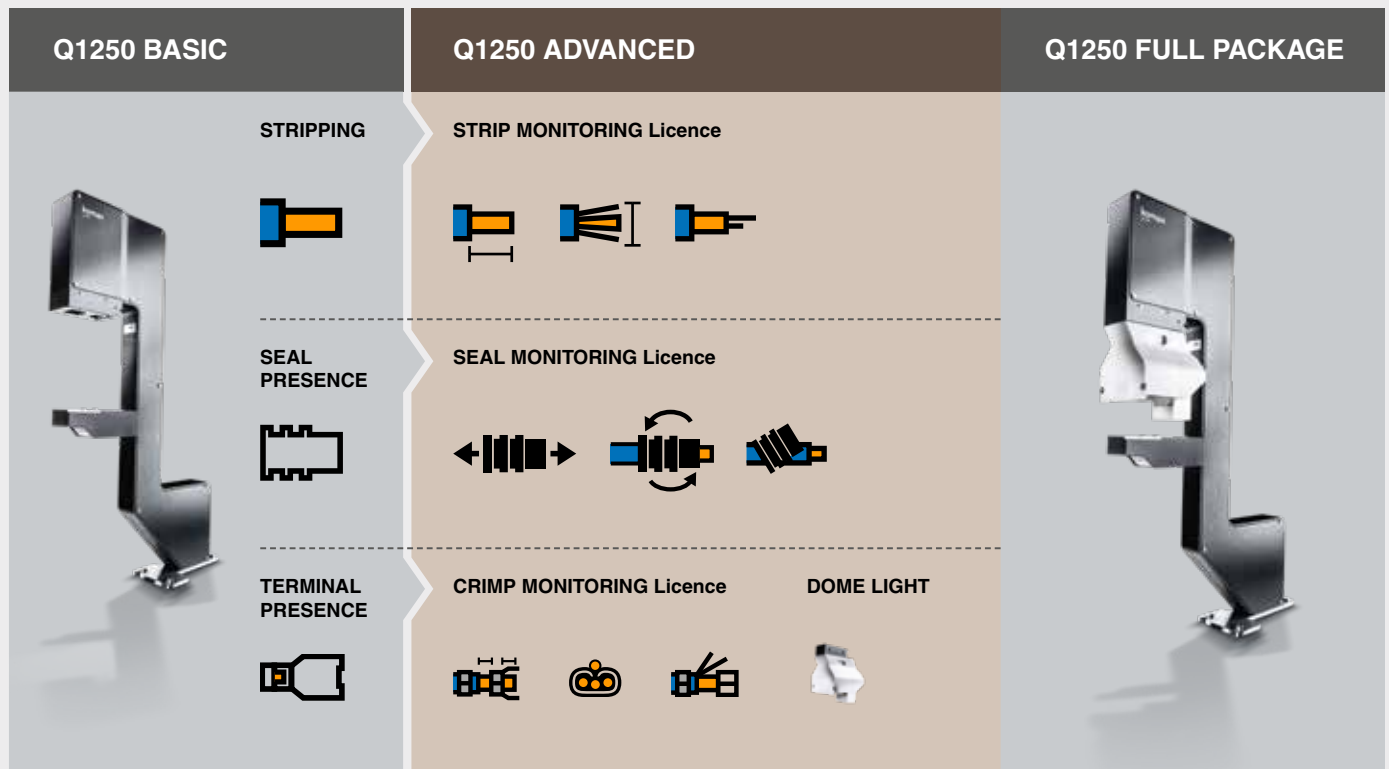 Q1250 BASIC
Q1250 ADVANCED
Q1250 FULL PACKAGE
STRIPPING
STRIP MONITORING Licence
SEAL
PRESENCE
SEAL MONITORING Licence
TERMINAL
PRESENCE
CRIMP MONITORING Licence
DOME LIGHT